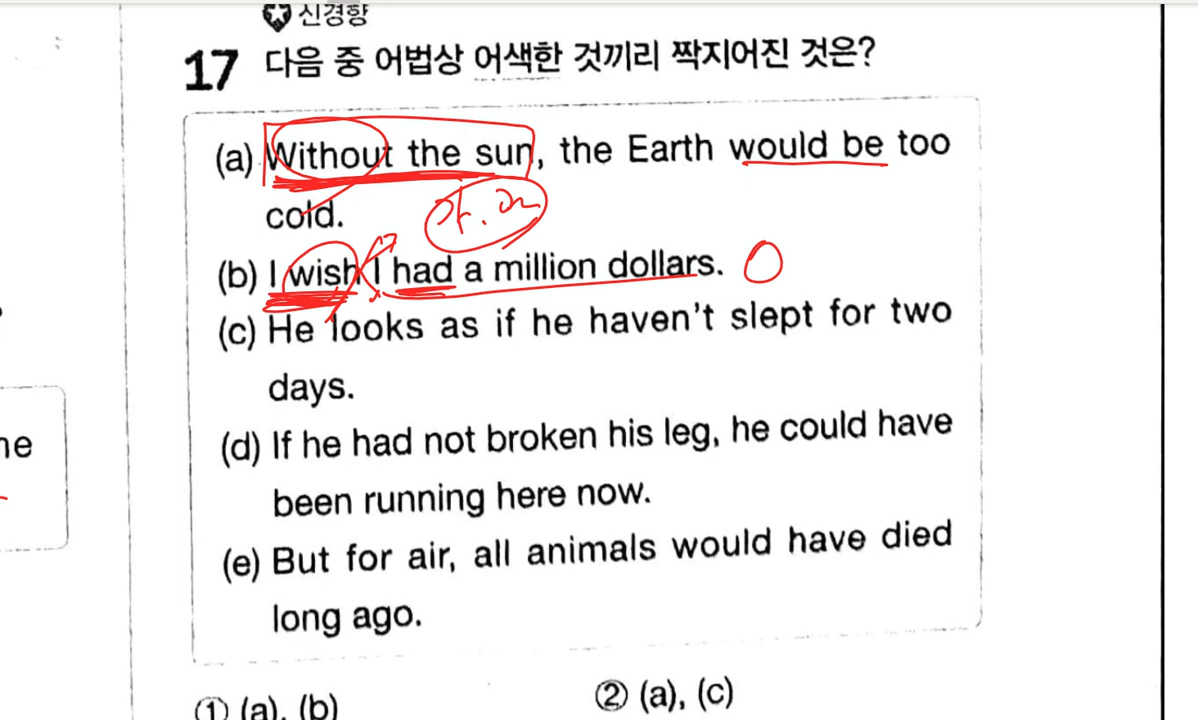 신경향
17 다음 중 어법상 어색한 것끼리 짝지어진 것은?
(a) Without the sun, the Earth would be too
cold.
(b) I wish I had a million dollars.
(c) He looks as if he haven't slept for two
days.
(d) If he had not broken his leg, he could have
been running here now.
(e) But for air, all animals would have died
long ago.
① (a), (b)
② (a), (c)